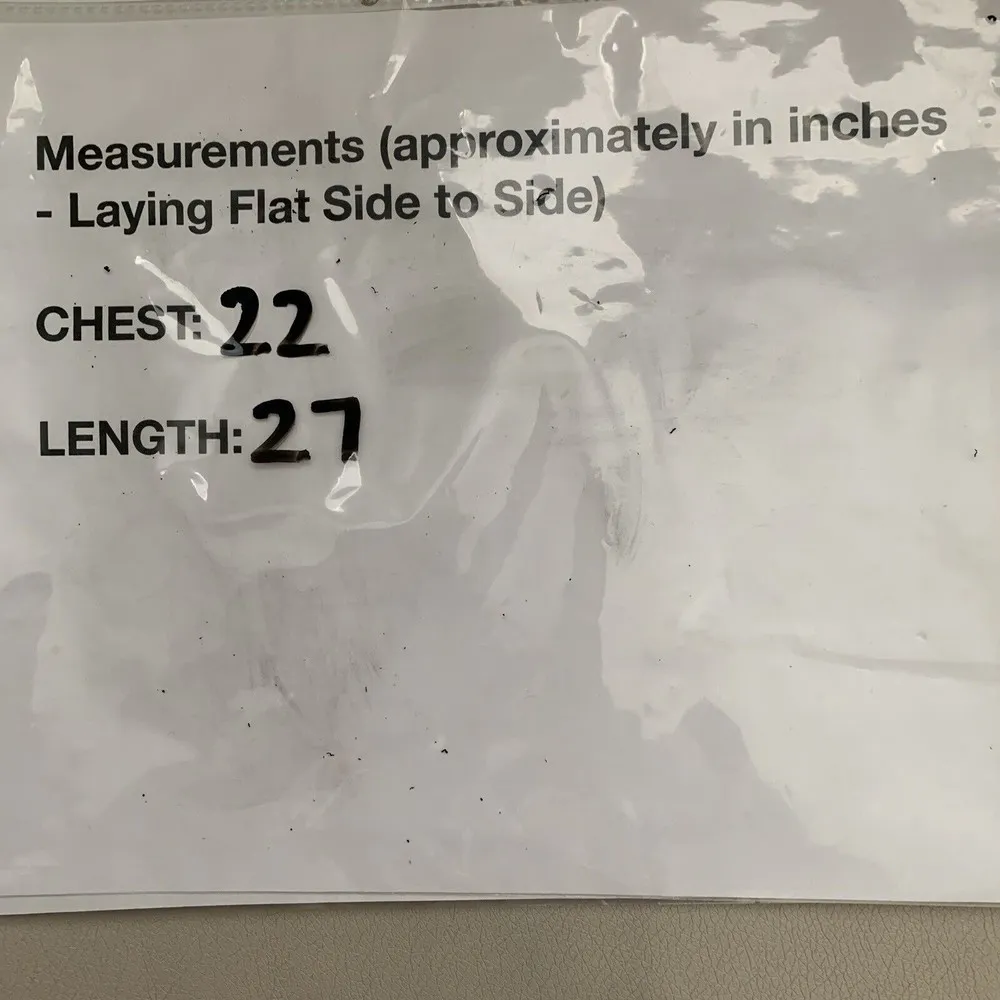 Measurements (approximately in inches
- Laying Flat Side to Side)
CHEST: 22
LENGTH: 27